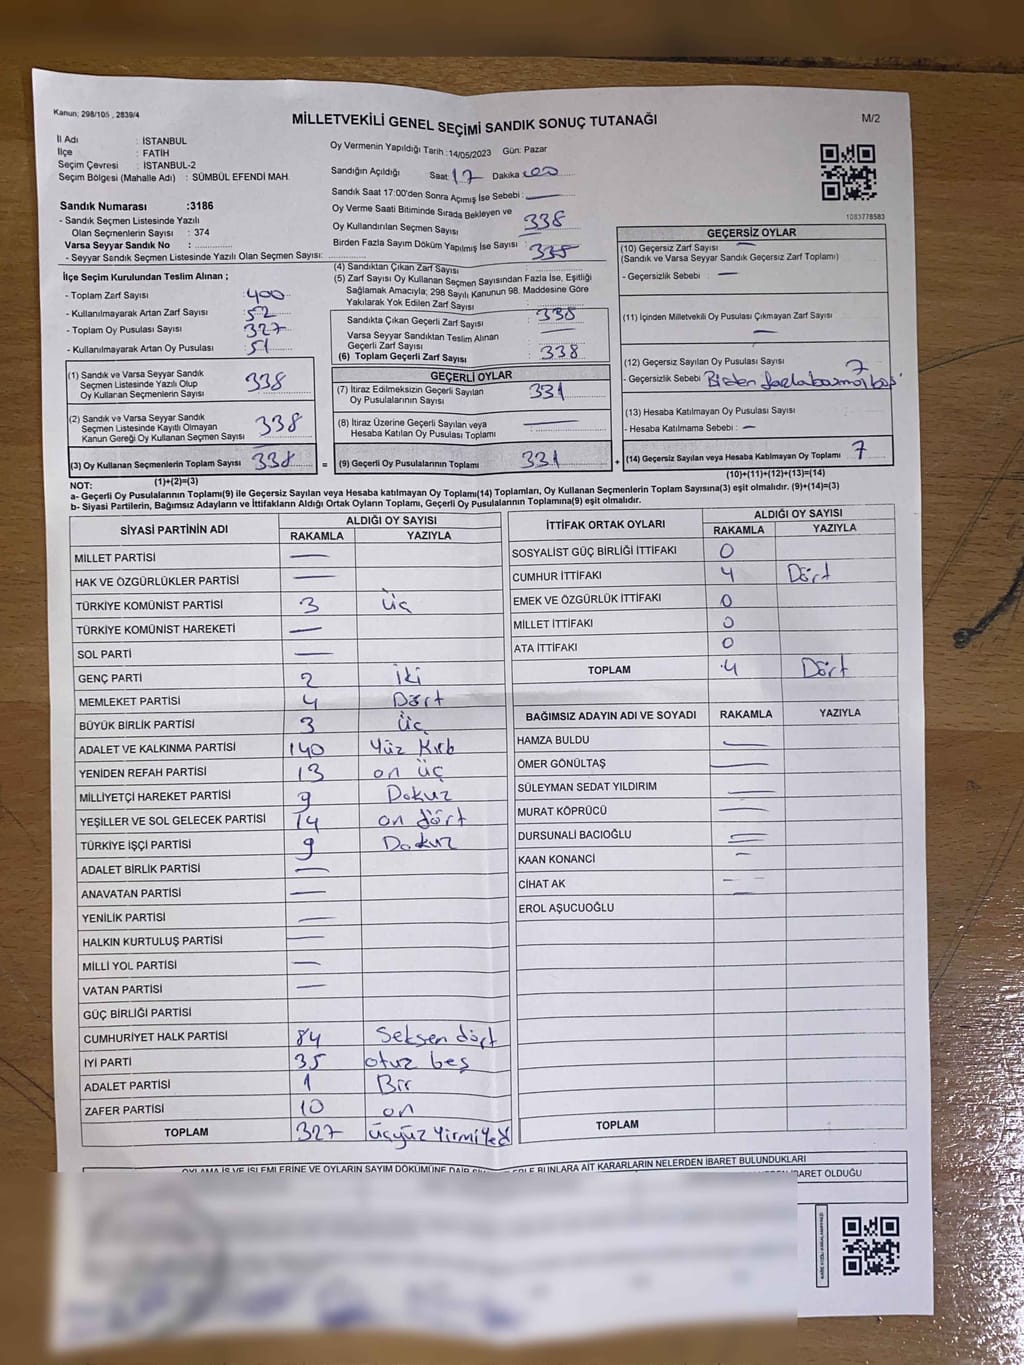 Kanun: 298/105 , 2839/4
MİLLETVEKİLİ GENEL SEÇİMİ SANDIK SONUÇ TUTANAĞI
M/2
İl Adı : İSTANBUL
İlçe : FATİH
Seçim Çevresi : İSTANBUL-2
Seçim Bölgesi (Mahalle Adı) : SÜMBÜL EFENDİ MAH.
Oy Vermenin Yapıldığı Tarih :14/05/2023 Gün: Pazar
Sandığın Açıldığı Saat 17 Dakika
Sandık Saat 17:00'den Sonra Açımış İse Sebebi :
Oy Verme Saati Bitiminde Sırada Bekleyen ve
Oy Kullandırılan Seçmen Sayısı 338
Birden Fazla Sayım Döküm Yapılmış İse Sayısı : 338
1083778583
Sandık Numarası :3186
- Sandık Seçmen Listesinde Yazılı
Olan Seçmenlerin Sayısı : 374
Varsa Seyyar Sandık No :
- Seyyar Sandık Seçmen Listesinde Yazılı Olan Seçmen Sayısı:
İlçe Seçim Kurulundan Teslim Alınan ;
- Toplam Zarf Sayısı 400
- Kullanılmayarak Artan Zarf Sayısı 52
- Toplam Oy Pusulası Sayısı 327
- Kullanılmayarak Artan Oy Pusulası 51
(1) Sandık ve Varsa Seyyar Sandık
Seçmen Listesinde Yazılı Olup
Oy Kullanan Seçmenlerin Sayısı 338
(2) Sandık ve Varsa Seyyar Sandık
Seçmen Listesinde Kayıtlı Olmayan
Kanun Gereği Oy Kullanan Seçmen Sayısı 338
(3) Oy Kullanan Seçmenlerin Toplam Sayısı 338
(1)+(2)=(3)
(4) Sandıktan Çıkan Zarf Sayısı
(5) Zarf Sayısı Oy Kullanan Seçmen Sayısından Fazla İse, Eşitliği
Sağlamak Amacıyla; 298 Sayılı Kanunun 98. Maddesine Göre
Yakılarak Yok Edilen Zarf Sayısı
Sandıkta Çıkan Geçerli Zarf Sayısı : 338
Varsa Seyyar Sandıktan Teslim Alınan
Geçerli Zarf Sayısı :
(6) Toplam Geçerli Zarf Sayısı : 338
GEÇERLİ OYLAR
(7) İtiraz Edilmeksizin Geçerli Sayılan
Oy Pusulalarının Sayısı 331
(8) İtiraz Üzerine Geçerli Sayılan veya
Hesaba Katılan Oy Pusulası Toplamı
= (9) Geçerli Oy Pusulalarının Toplamı 331 +
GEÇERSİZ OYLAR
(10) Geçersiz Zarf Sayısı
(Sandık ve Varsa Seyyar Sandık Geçersiz Zarf Toplamı)
- Geçersizlik Sebebi :
(11) İçinden Milletvekili Oy Pusulası Çıkmayan Zarf Sayısı
(12) Geçersiz Sayılan Oy Pusulası Sayısı 7
- Geçersizlik Sebebi Birden fazla
(13) Hesaba Katılmayan Oy Pusulası Sayısı
- Hesaba Katılmama Sebebi :
(14) Geçersiz Sayılan veya Hesaba Katılmayan Oy Toplamı 7
(10)+(11)+(12)+(13)=(14)
NOT:
a- Geçerli Oy Pusulalarının Toplamı(9) ile Geçersiz Sayılan veya Hesaba katılmayan Oy Toplamı(14) Toplamları, Oy Kullanan Seçmenlerin Toplam Sayısına(3) eşit olmalıdır. (9)+(14)=(3)
b- Siyasi Partilerin, Bağımsız Adayların ve İttifakların Aldığı Ortak Oyların Toplamı, Geçerli Oy Pusulalarının Toplamına(9) eşit olmalıdır.
SİYASİ PARTİNİN ADI ALDIĞI OY SAYISI
RAKAMLA YAZIYLA
MİLLET PARTİSİ
HAK VE ÖZGÜRLÜKLER PARTİSİ
TÜRKİYE KOMÜNİST PARTİSİ 3 üç
TÜRKİYE KOMÜNİST HAREKETİ
SOL PARTİ
GENÇ PARTİ 2 iki
MEMLEKET PARTİSİ 4 Dört
BÜYÜK BİRLİK PARTİSİ 3 üç
ADALET VE KALKINMA PARTİSİ 140 Yüz Kırb
YENİDEN REFAH PARTİSİ 13 on üç
MİLLİYETÇİ HAREKET PARTİSİ 9 Dokuz
YEŞİLLER VE SOL GELECEK PARTİSİ 14 on dört
TÜRKİYE İŞÇİ PARTİSİ 9 Dokuz
ADALET BİRLİK PARTİSİ
ANAVATAN PARTİSİ
YENİLİK PARTİSİ
HALKIN KURTULUŞ PARTİSİ
MİLLİ YOL PARTİSİ
VATAN PARTİSİ
GÜÇ BİRLİĞİ PARTİSİ
CUMHURİYET HALK PARTİSİ 84 Seksen dört
İYİ PARTİ 35 otuz beş
ADALET PARTİSİ 1 Bir
ZAFER PARTİSİ 10 on
TOPLAM 327 üçyüz Yirmi Yedi
İTTİFAK ORTAK OYLARI ALDIĞI OY SAYISI
RAKAMLA YAZIYLA
SOSYALİST GÜÇ BİRLİĞİ İTTİFAKI 0
CUMHUR İTTİFAKI 4 Dört
EMEK VE ÖZGÜRLÜK İTTİFAKI 0
MİLLET İTTİFAKI 0
ATA İTTİFAKI 0
TOPLAM 4 Dört
BAĞIMSIZ ADAYIN ADI VE SOYADI RAKAMLA YAZIYLA
HAMZA BULDU
ÖMER GÖNÜLTAŞ
SÜLEYMAN SEDAT YILDIRIM
MURAT KÖPRÜCÜ
DURSUNALİ BACIOĞLU
KAAN KONANCİ
CİHAT AK
EROL AŞUCUOĞLU
TOPLAM
OYLAMA İŞ VE İŞLEMLERİNE VE OYLARIN SAYIM DÖKÜMÜNE DAİR BUNLARA AİT KARARLARIN NELERDEN İBARET BULUNDUKLARI
İBARET OLDUĞU